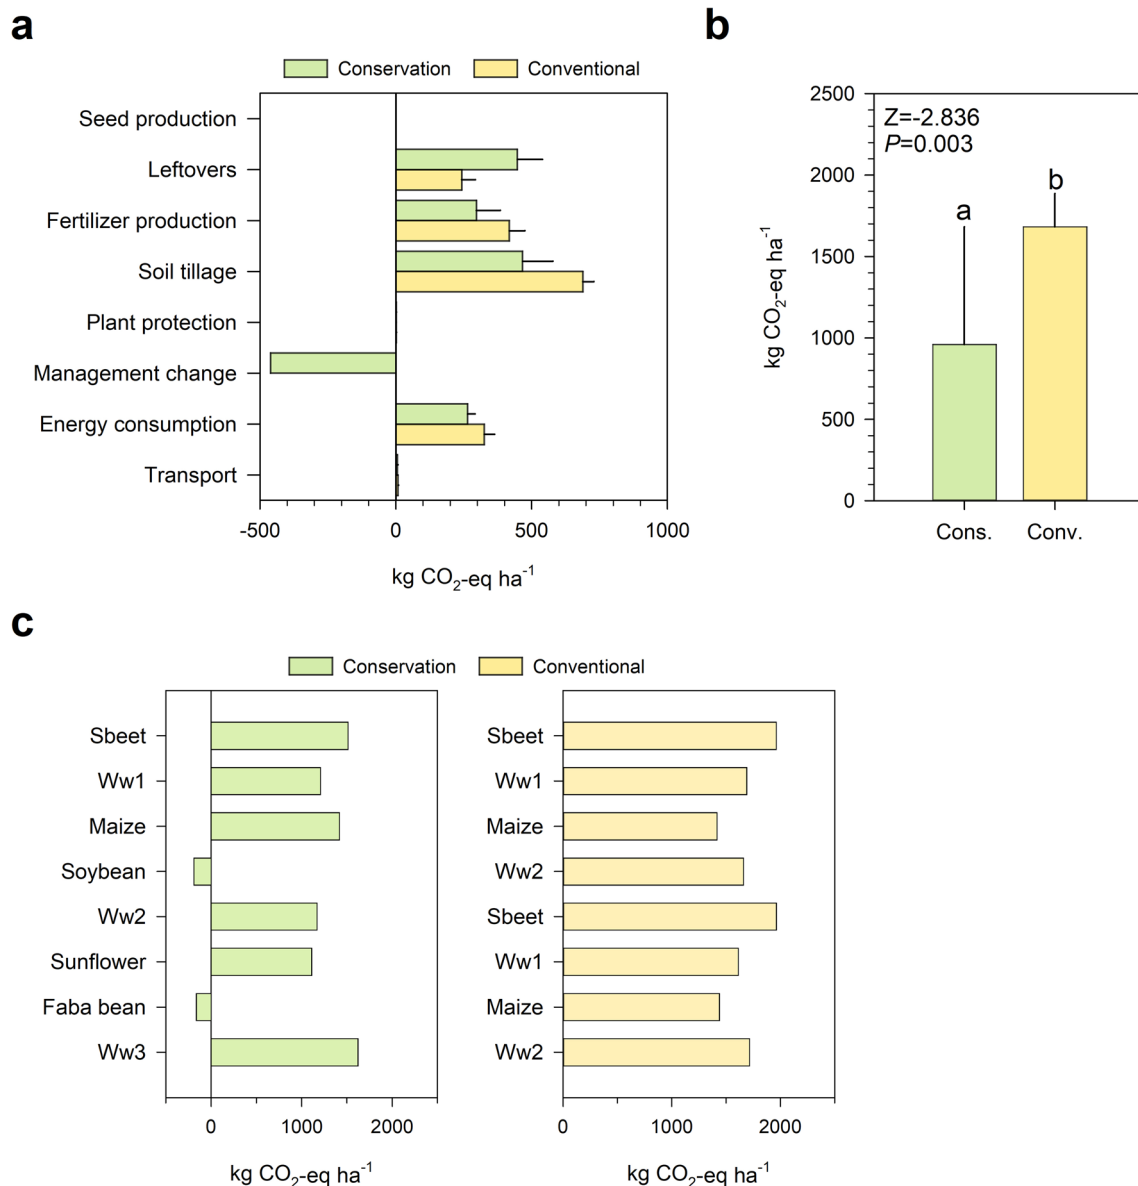 a
Conservation Conventional
Seed production
Leftovers
Fertilizer production
Soil tillage
Plant protection
Management change
Energy consumption
Transport
-500 0 500 1000
kg CO₂-eq ha⁻¹
b
2500
2000
1500
1000
500
0
kg CO₂-eq ha⁻¹
Z=-2.836
P=0.003
a
b
Cons. Conv.
c
Conservation Conventional
Sbeet
Ww1
Maize
Soybean
Ww2
Sunflower
Faba bean
Ww3
0 1000 2000
kg CO₂-eq ha⁻¹
Sbeet
Ww1
Maize
Ww2
Sbeet
Ww1
Maize
Ww2
0 1000 2000
kg CO₂-eq ha⁻¹